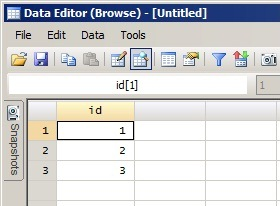 Data Editor (Browse) - [Untitled]
File Edit Data Tools
id[1] 1
Snapshots
id
1 1
2 2
3 3